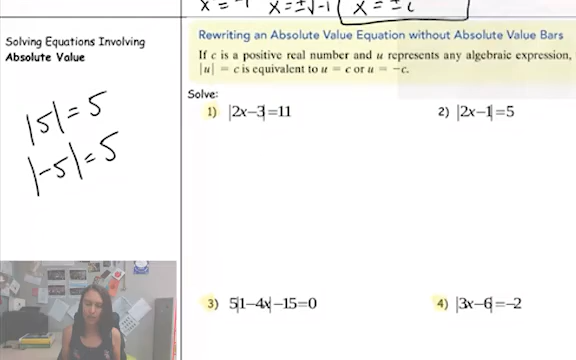 x = ±√-1 x = ± i
Solving Equations Involving
Absolute Value
|5| = 5
|-5| = 5
Rewriting an Absolute Value Equation without Absolute Value Bars
If c is a positive real number and u represents any algebraic expression,
|u| = c is equivalent to u = c or u = −c.
Solve:
1) |2x−3|=11
2) |2x−1|=5
3) 5|1−4x|−15=0
4) |3x−6|=−2